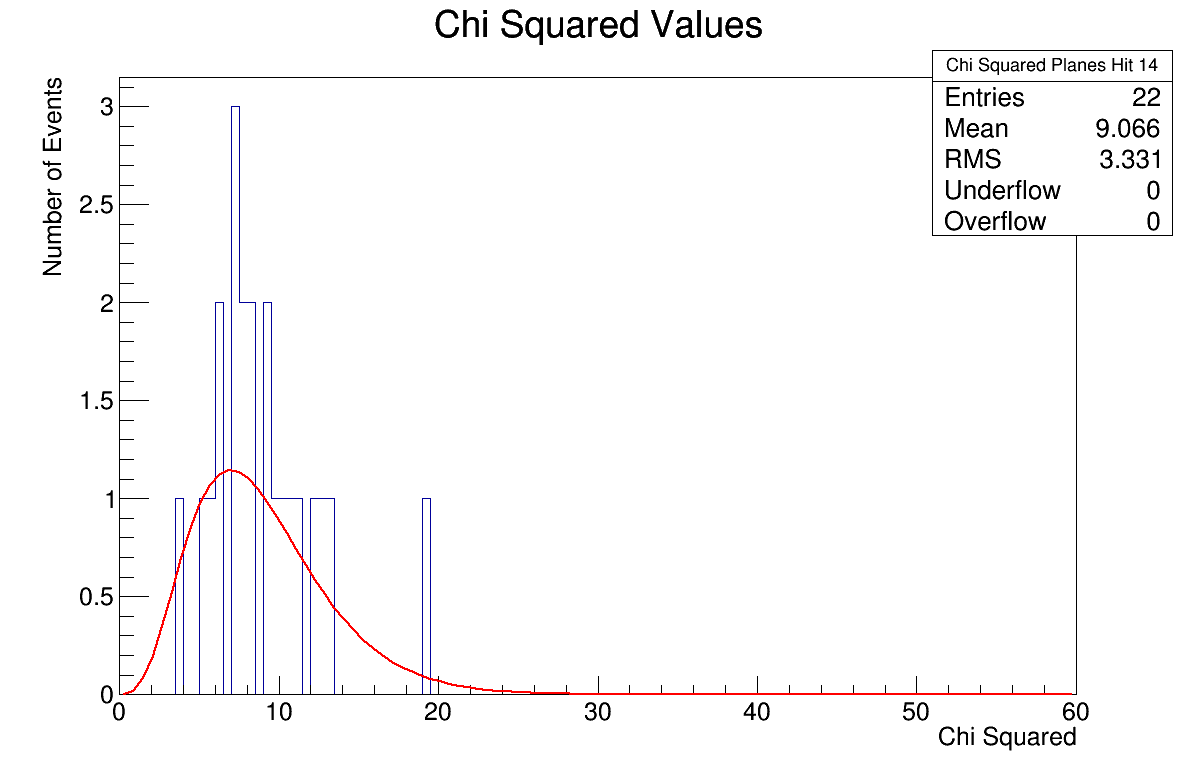 Chi Squared Values
Chi Squared Planes Hit 14
Entries 22
Mean 9.066
RMS 3.331
Underflow 0
Overflow 0
Number of Events
3
2.5
2
1.5
1
0.5
0
0 10 20 30 40 50 60
Chi Squared